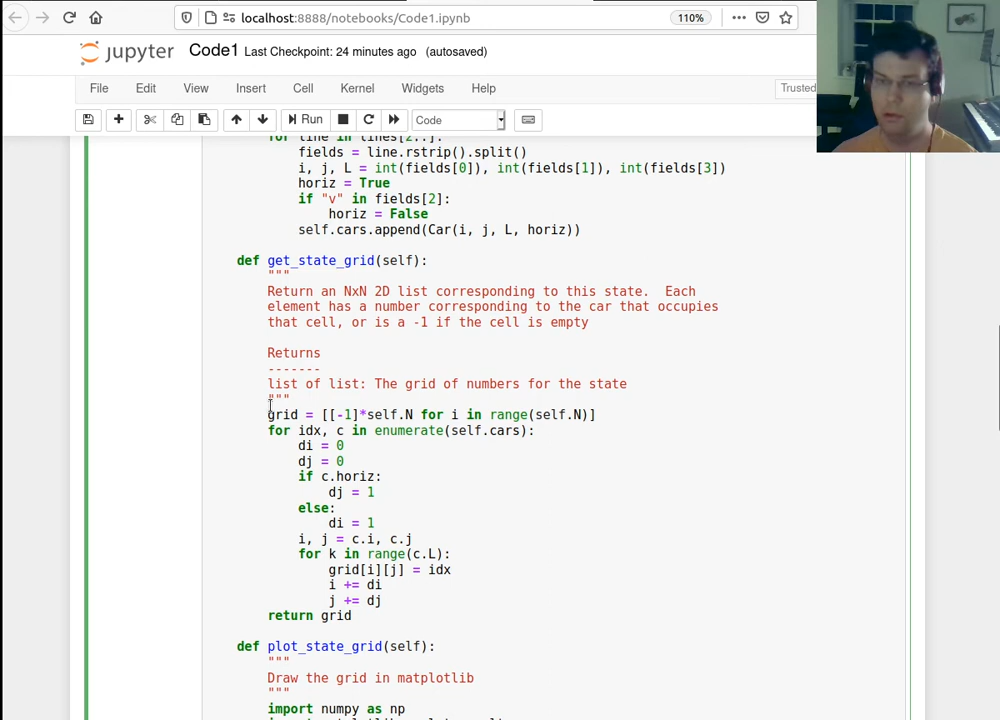 localhost:8888/notebooks/Code1.ipynb
110%
jupyter Code1 Last Checkpoint: 24 minutes ago (autosaved)
File Edit View Insert Cell Kernel Widgets Help
Trusted
Run
Code
for line in lines[2::]:
fields = line.rstrip().split()
i, j, L = int(fields[0]), int(fields[1]), int(fields[3])
horiz = True
if "v" in fields[2]:
horiz = False
self.cars.append(Car(i, j, L, horiz))
def get_state_grid(self):
"""
Return an NxN 2D list corresponding to this state.  Each
element has a number corresponding to the car that occupies
that cell, or is a -1 if the cell is empty
Returns
-------
list of list: The grid of numbers for the state
"""
grid = [[-1]*self.N for i in range(self.N)]
for idx, c in enumerate(self.cars):
di = 0
dj = 0
if c.horiz:
dj = 1
else:
di = 1
i, j = c.i, c.j
for k in range(c.L):
grid[i][j] = idx
i += di
j += dj
return grid
def plot_state_grid(self):
"""
Draw the grid in matplotlib
"""
import numpy as np